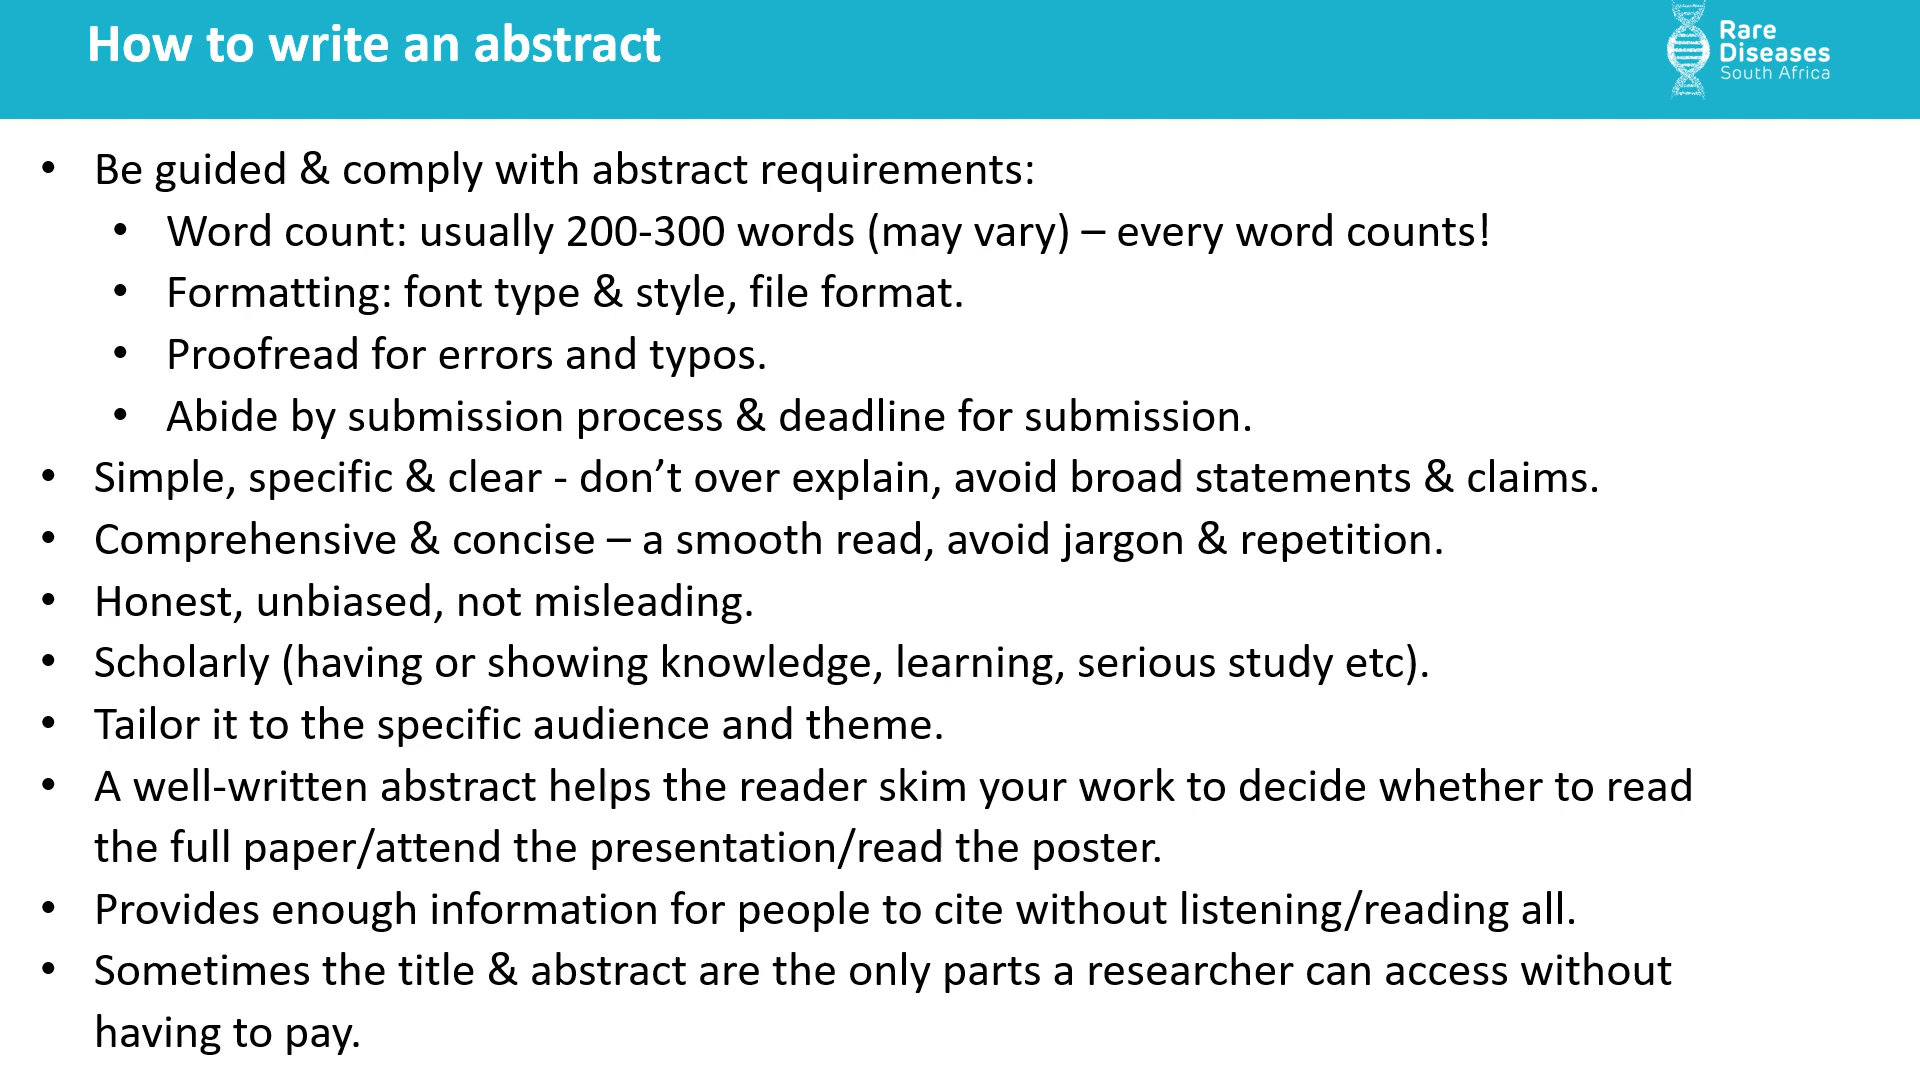 How to write an abstract
Rare
Diseases
South Africa
• Be guided & comply with abstract requirements:
• Word count: usually 200-300 words (may vary) – every word counts!
• Formatting: font type & style, file format.
• Proofread for errors and typos.
• Abide by submission process & deadline for submission.
• Simple, specific & clear - don’t over explain, avoid broad statements & claims.
• Comprehensive & concise – a smooth read, avoid jargon & repetition.
• Honest, unbiased, not misleading.
• Scholarly (having or showing knowledge, learning, serious study etc).
• Tailor it to the specific audience and theme.
• A well-written abstract helps the reader skim your work to decide whether to read
the full paper/attend the presentation/read the poster.
• Provides enough information for people to cite without listening/reading all.
• Sometimes the title & abstract are the only parts a researcher can access without
having to pay.